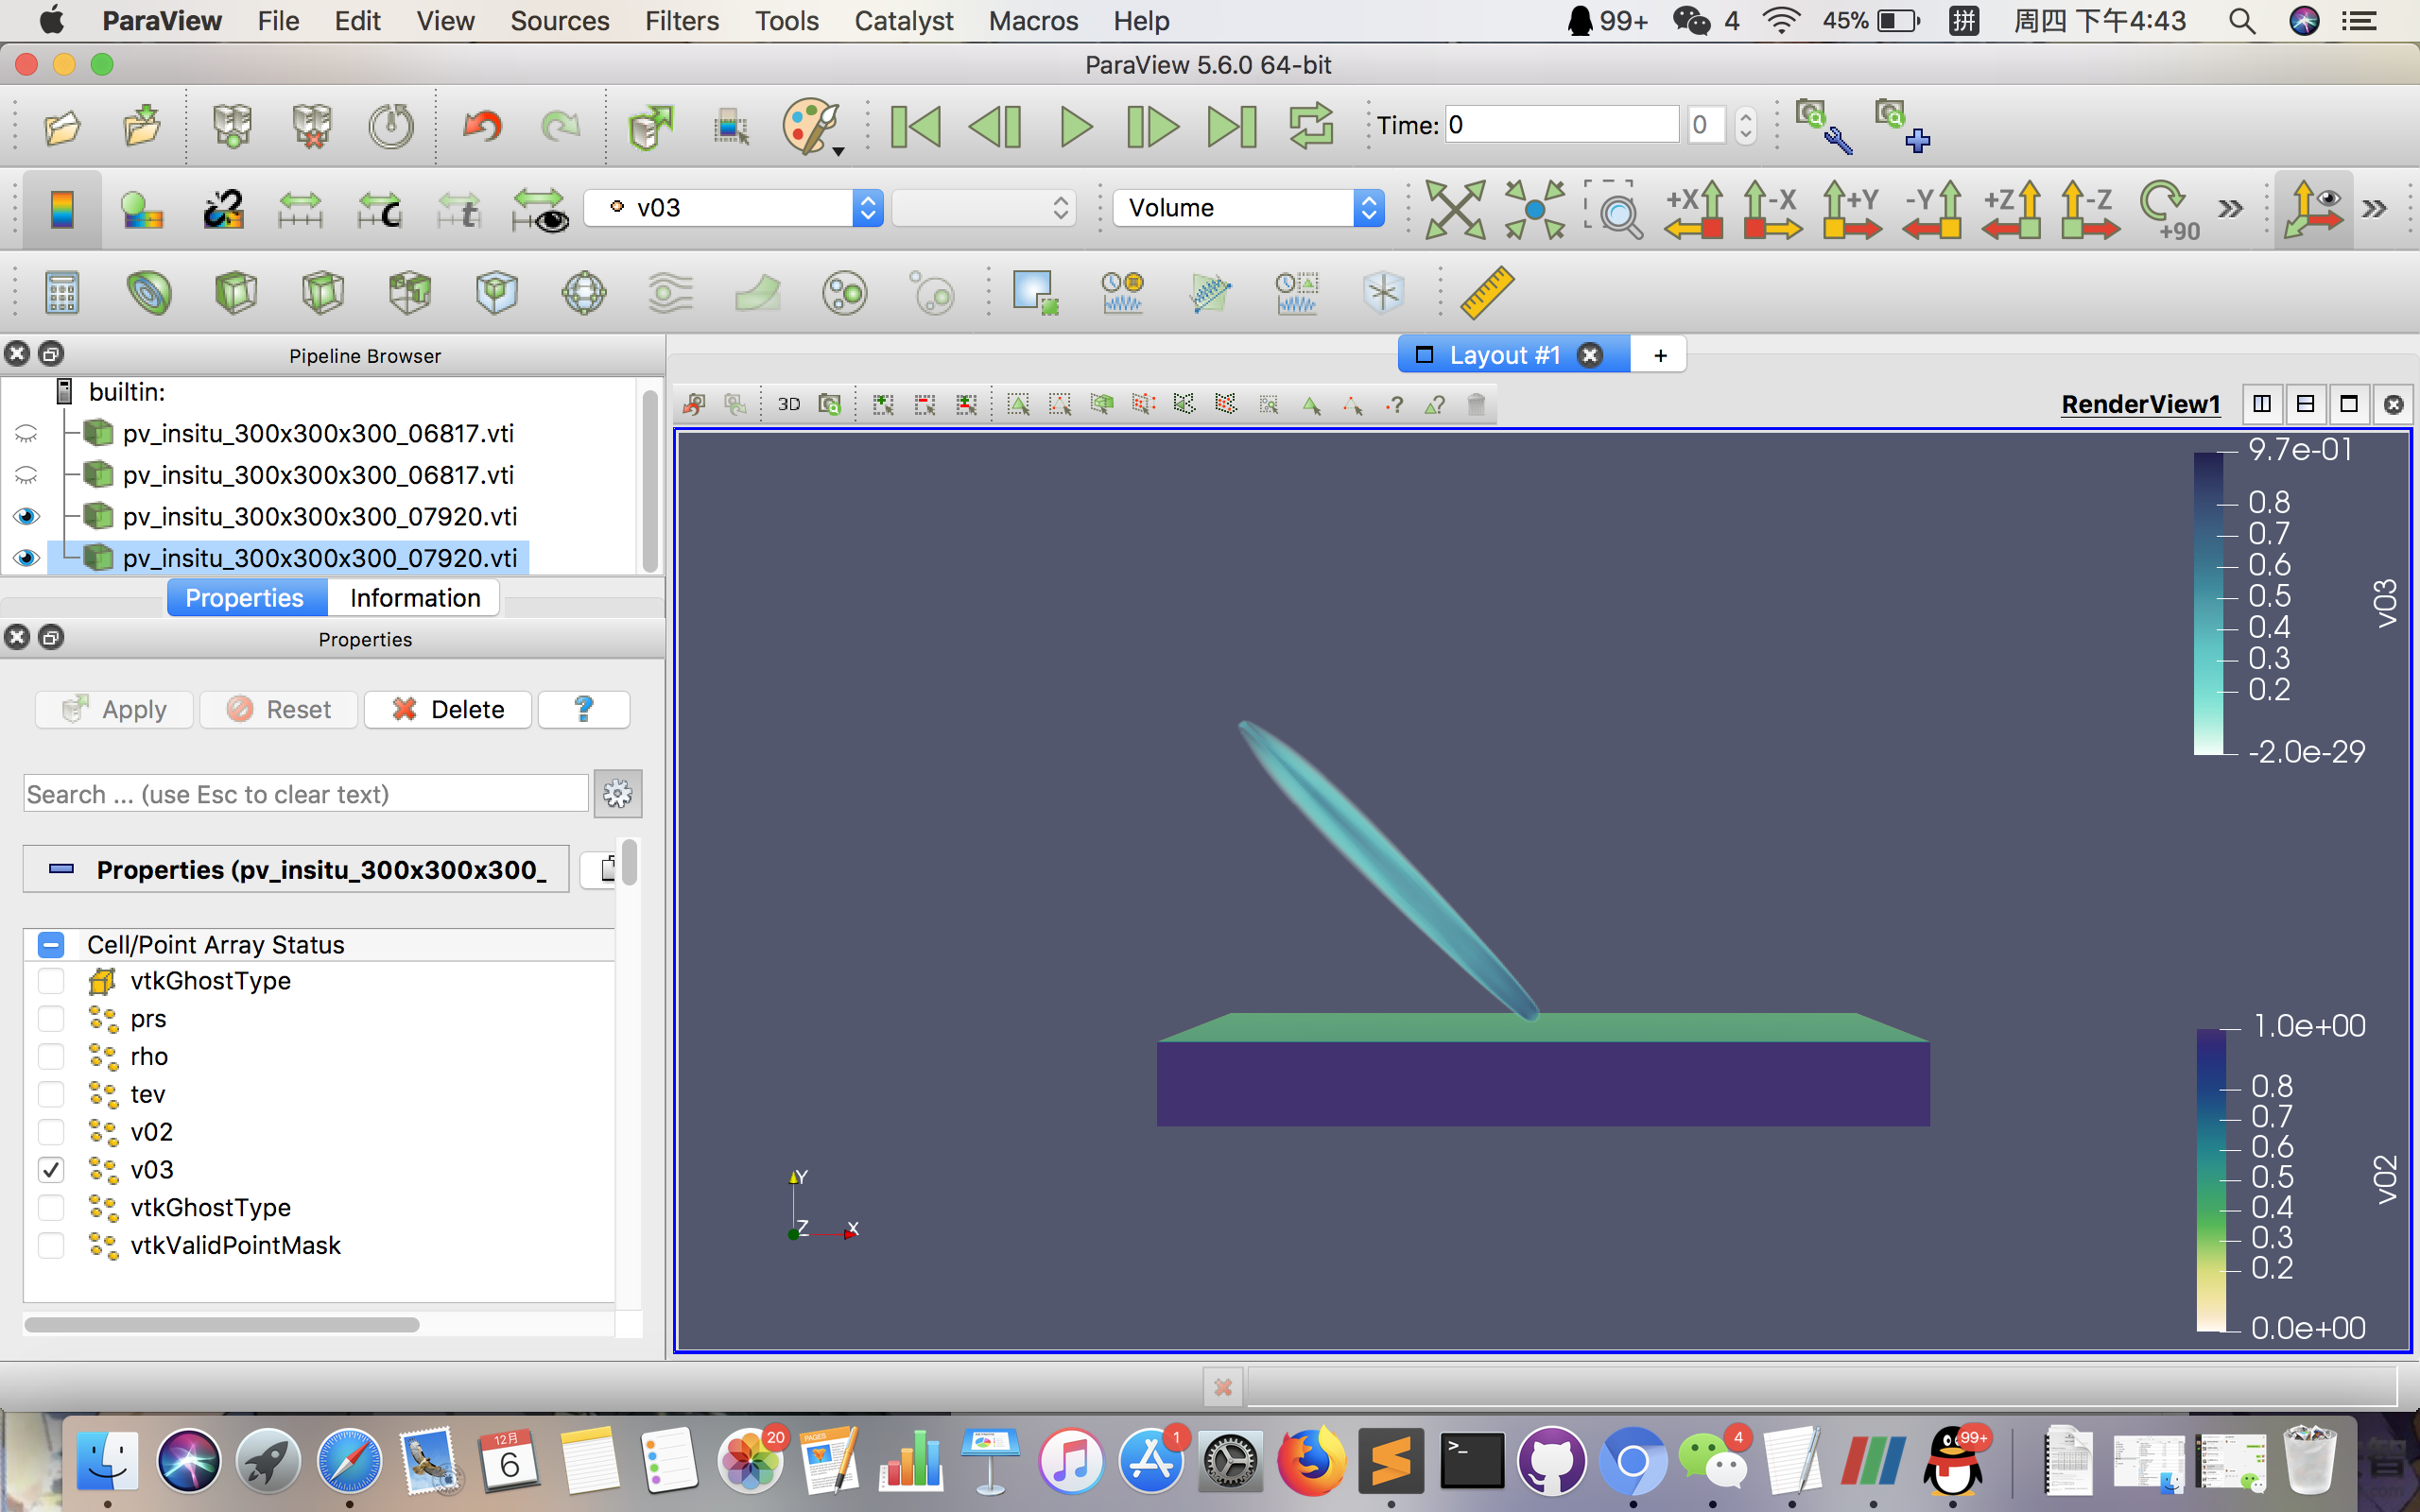 ParaView File Edit View Sources Filters Tools Catalyst Macros Help 99+ 4 45% 拼 周四 下午4:43
ParaView 5.6.0 64-bit
Time: 0 0
v03 Volume +X -X +Y -Y +Z -Z +90
Pipeline Browser
builtin:
pv_insitu_300x300x300_06817.vti
pv_insitu_300x300x300_06817.vti
pv_insitu_300x300x300_07920.vti
pv_insitu_300x300x300_07920.vti
Properties Information
Properties
Apply Reset Delete ?
Search ... (use Esc to clear text)
Properties (pv_insitu_300x300x300_
Cell/Point Array Status
vtkGhostType
prs
rho
tev
v02
v03
vtkGhostType
vtkValidPointMask
Layout #1 +
3D RenderView1
9.7e-01
0.8
0.7
0.6
0.5
0.4
0.3
0.2
-2.0e-29
v03
1.0e+00
0.8
0.7
0.6
0.5
0.4
0.3
0.2
0.0e+00
v02
Y
Z X
12月
6
20
PAGES
1
>_
4
99+